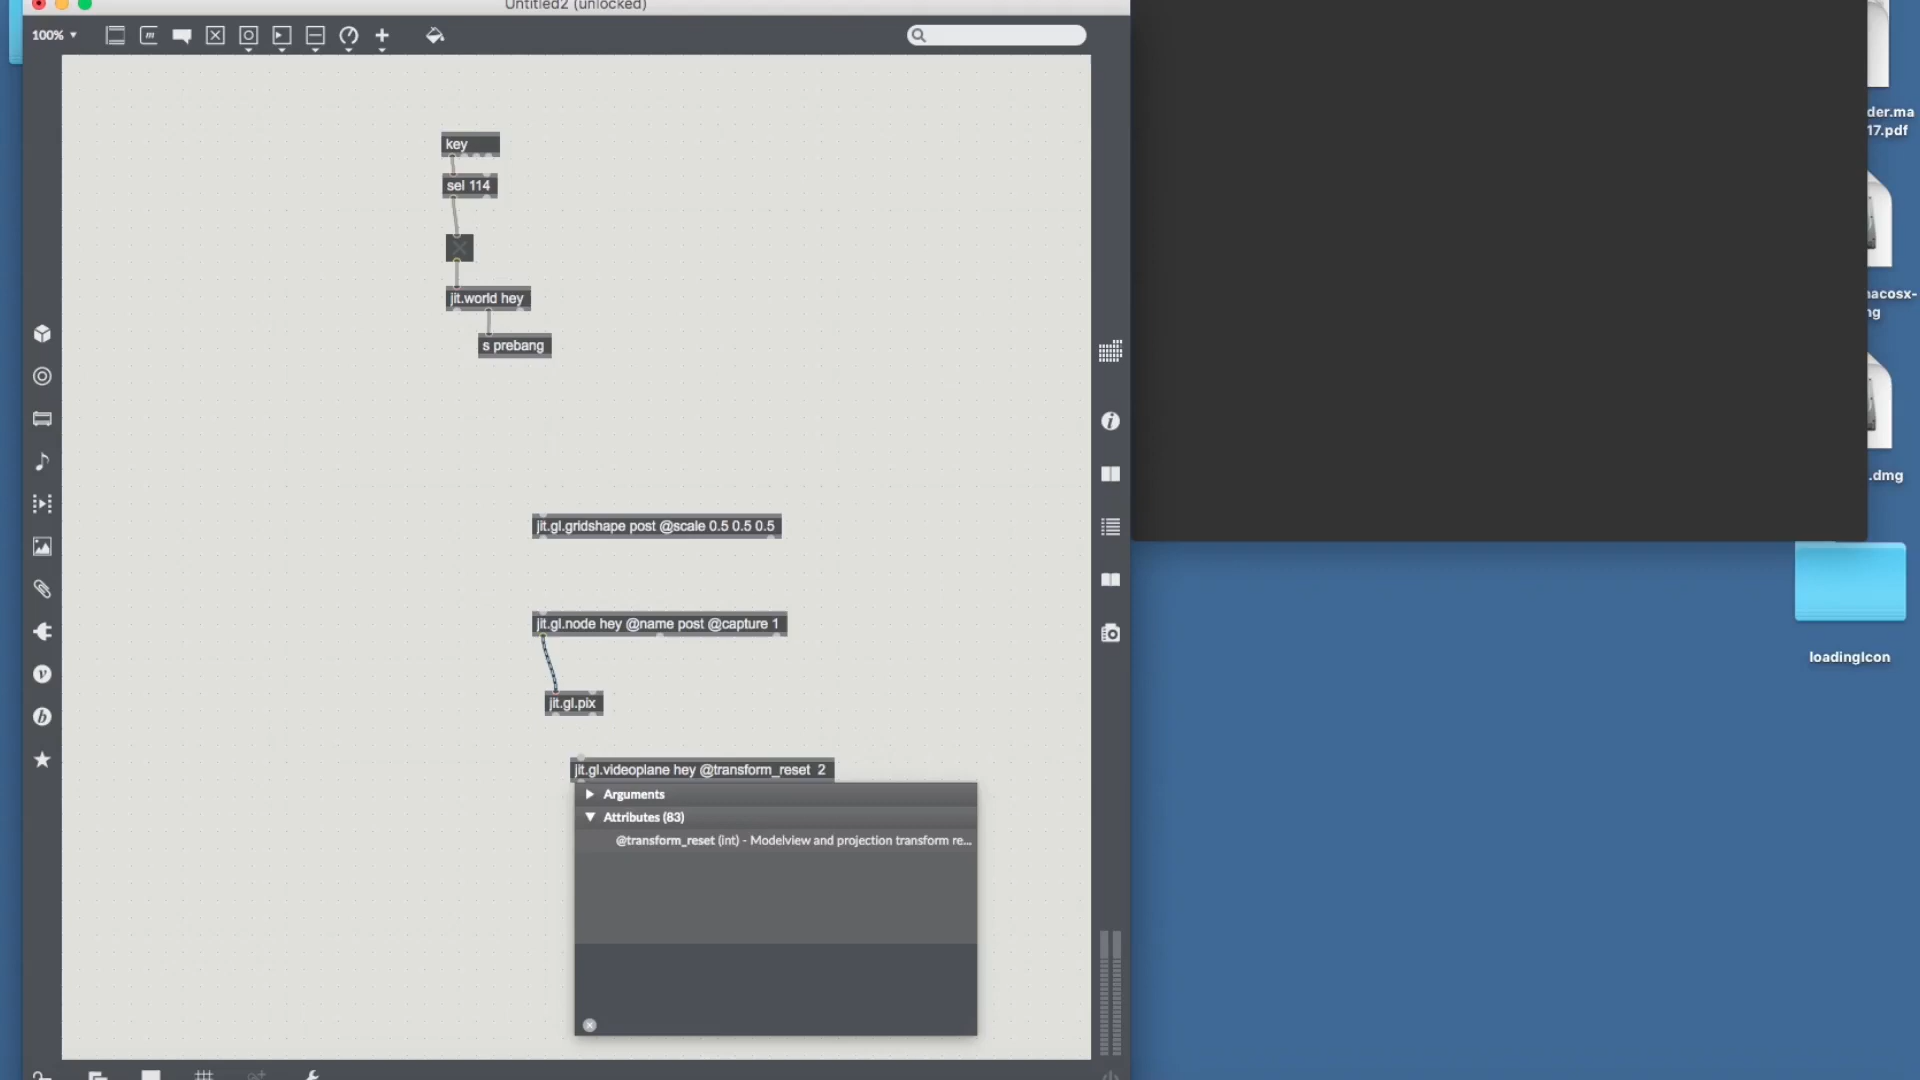 Untitled2 (unlocked)
100%
key
sel 114
jit.world hey
s prebang
jit.gl.gridshape post @scale 0.5 0.5 0.5
jit.gl.node hey @name post @capture 1
jit.gl.pix
jit.gl.videoplane hey @transform_reset 2
Arguments
Attributes (83)
@transform_reset (int) - Modelview and projection transform re...
der.ma
17.pdf
acosx-
.dmg
loadingIcon